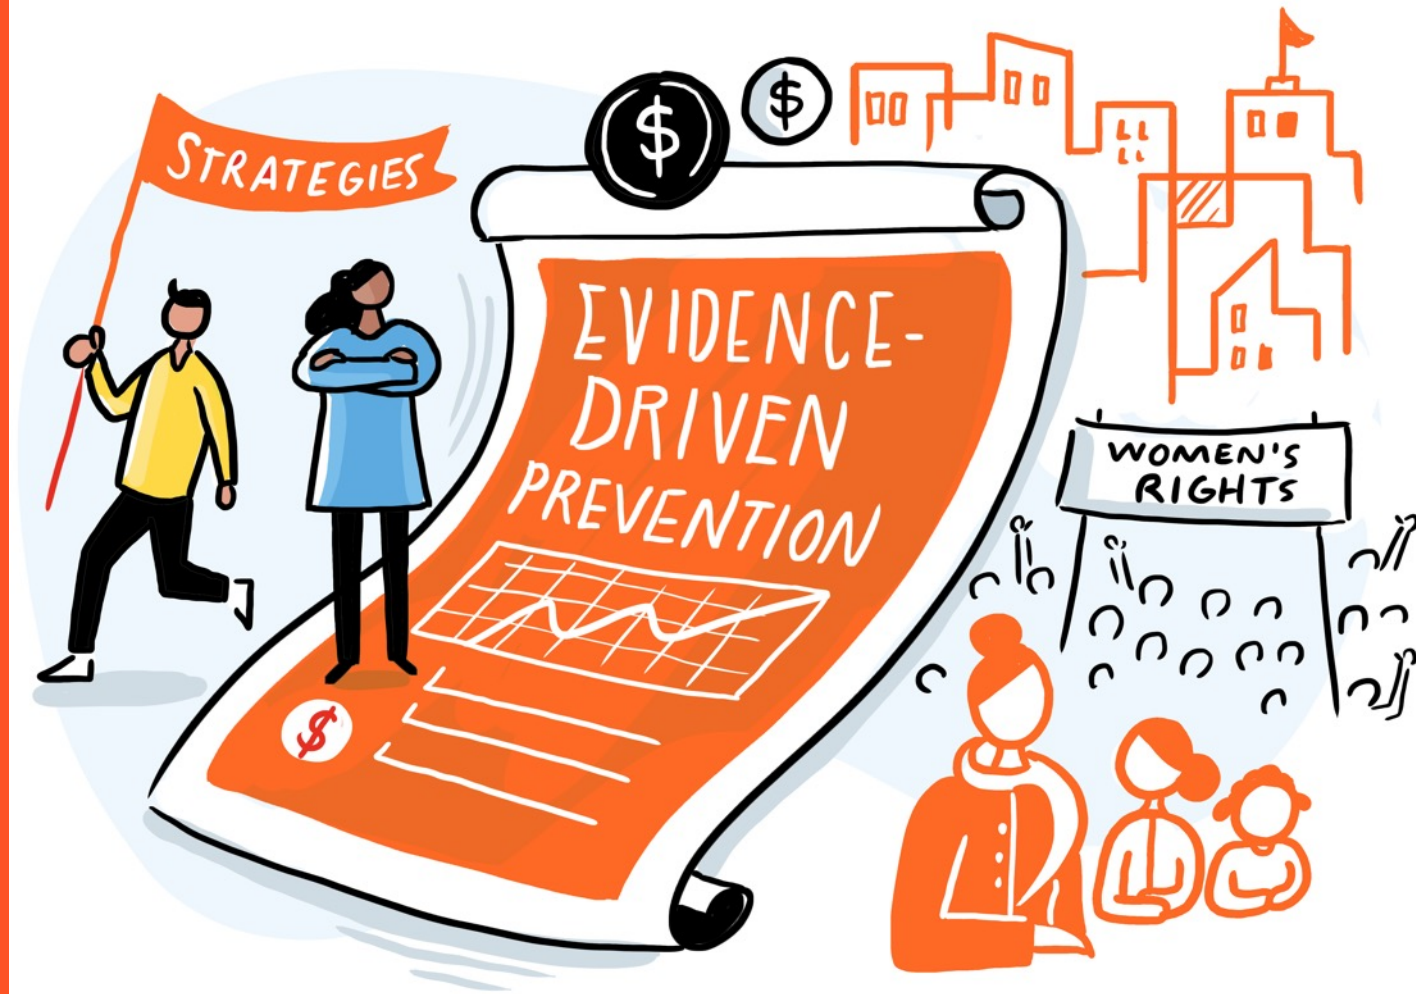 STRATEGIES
$
$
EVIDENCE-
DRIVEN
PREVENTION
$
WOMEN'S
RIGHTS